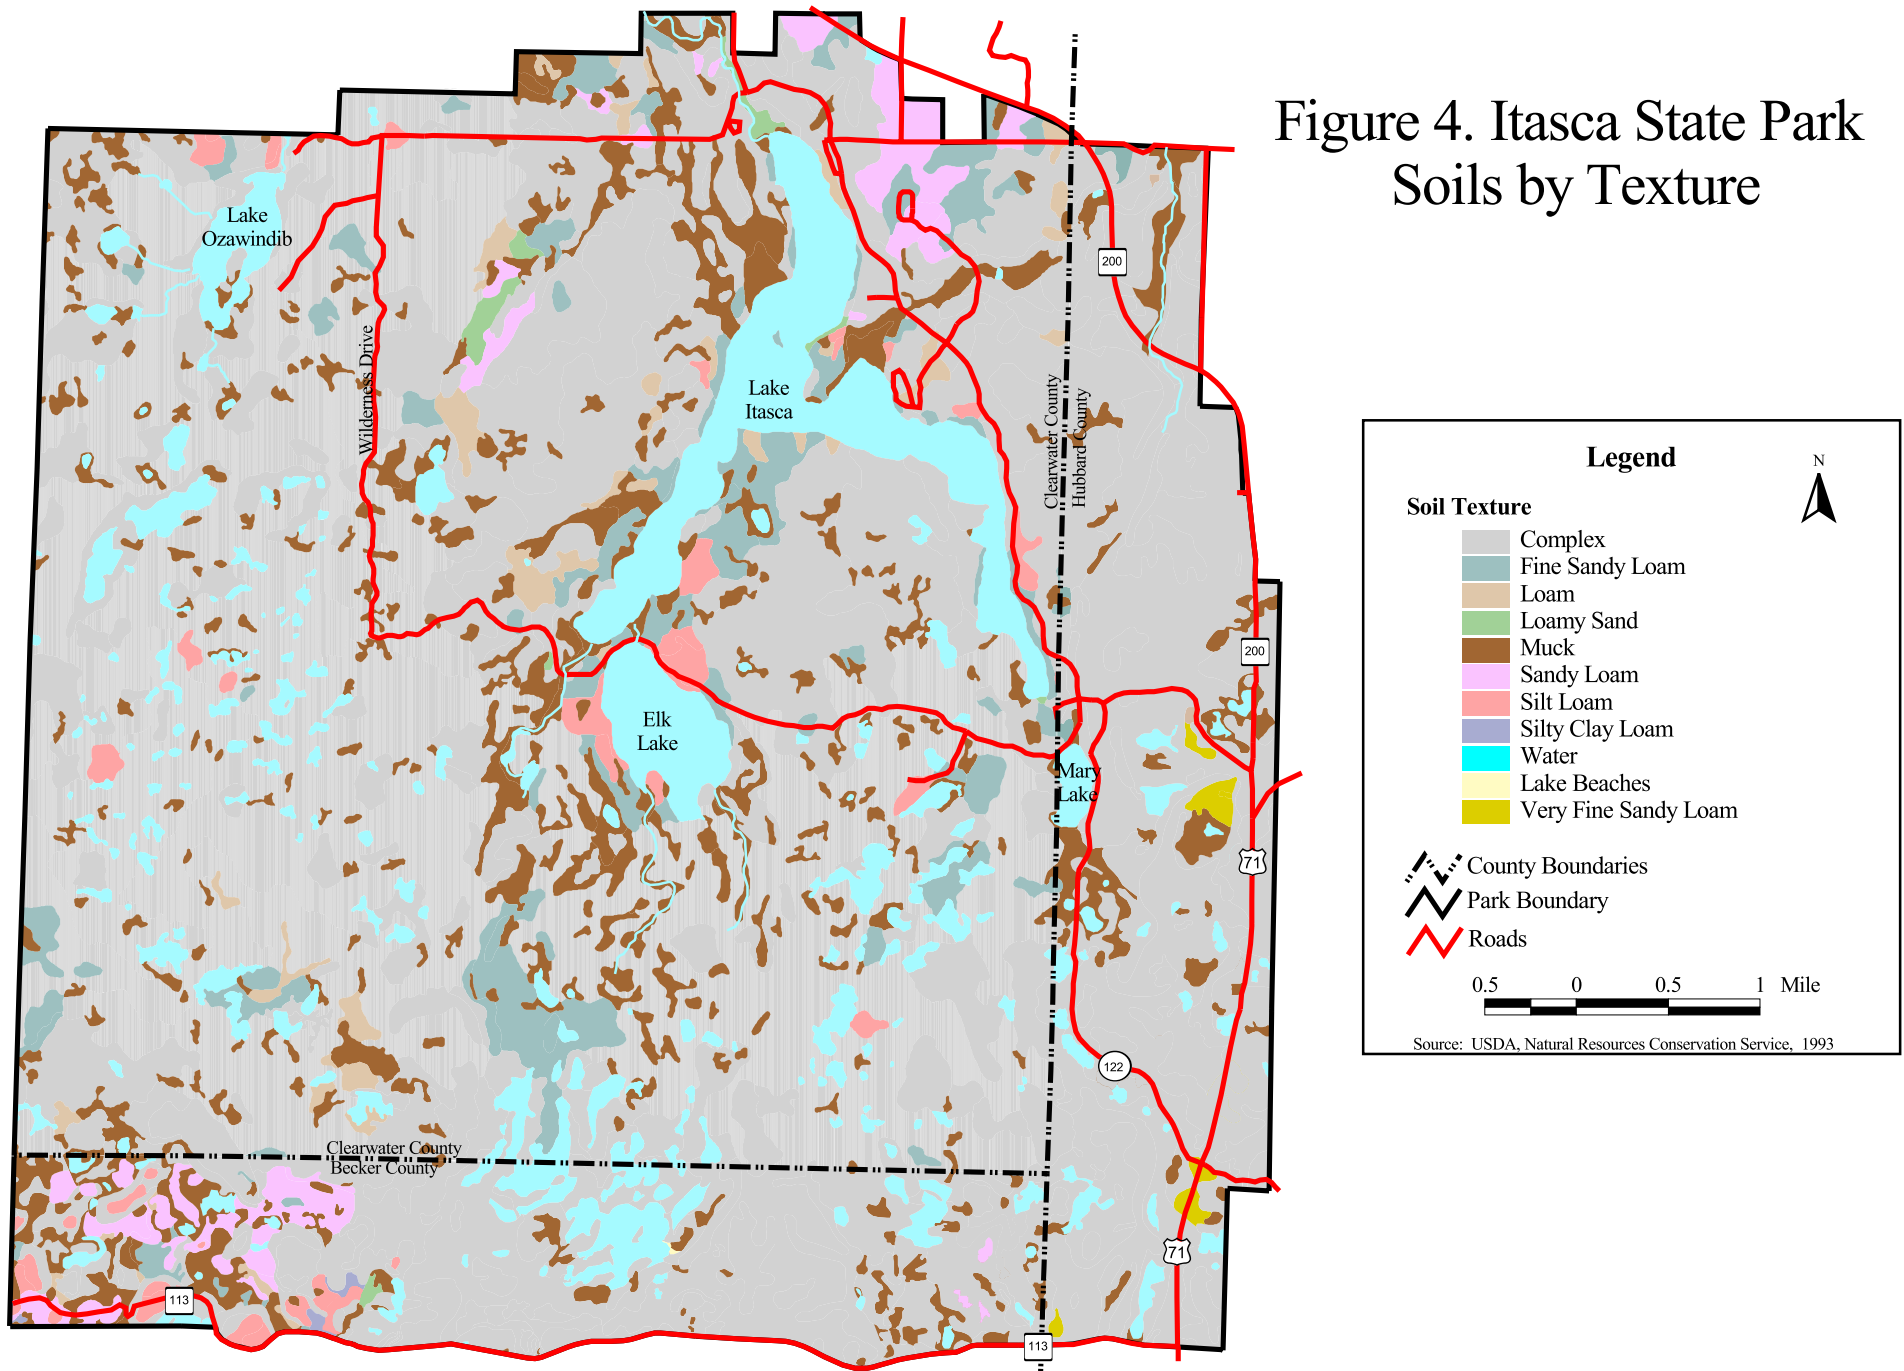 Figure 4. Itasca State Park
Soils by Texture
Lake
Ozawindib
Wilderness Drive
Lake
Itasca
Clearwater County
Hubbard County
200
200
Elk
Lake
Mary
Lake
71
122
Clearwater County
Becker County
71
113
113
Legend
N
Soil Texture
Complex
Fine Sandy Loam
Loam
Loamy Sand
Muck
Sandy Loam
Silt Loam
Silty Clay Loam
Water
Lake Beaches
Very Fine Sandy Loam
County Boundaries
Park Boundary
Roads
0.5 0 0.5 1 Mile
Source: USDA, Natural Resources Conservation Service, 1993